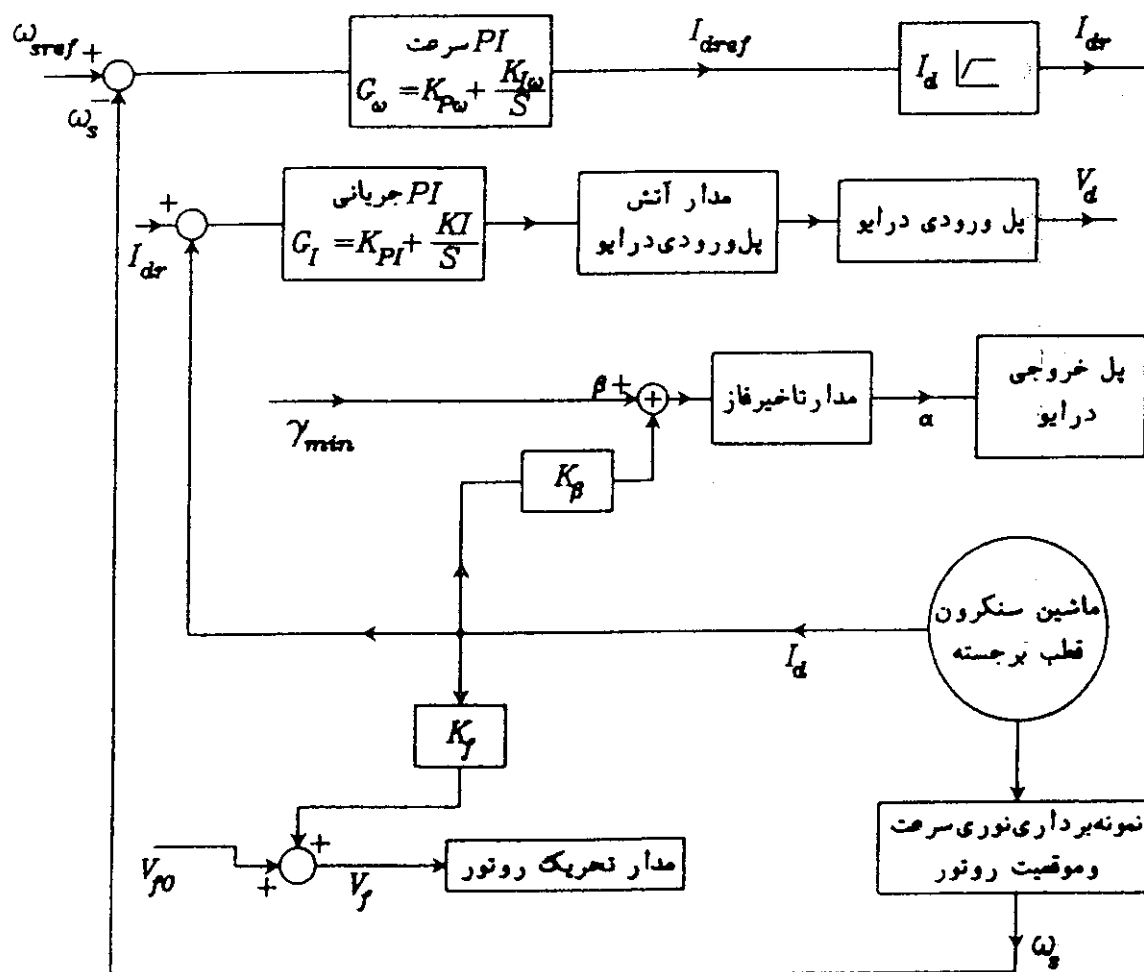 ω_sref + −
ω_s
PI سرعت
G_ω = K_Pω + K_Iω/S
I_dref
I_d
I_dr
+
I_dr
PI جریانی
G_I = K_PI + KI/S
مدار آتش
پل ورودی درایو
پل ورودی درایو
V_d
γ_min
β +
+
مدار تاخیر فاز
α
پل خروجی
درایو
K_β
ماشین سنکرون
قطب برجسته
I_d
K_f
V_f0
+
+
V_f
مدار تحریک روتور
نمونه‌برداری نوری سرعت
وموقعیت روتور
ω_s